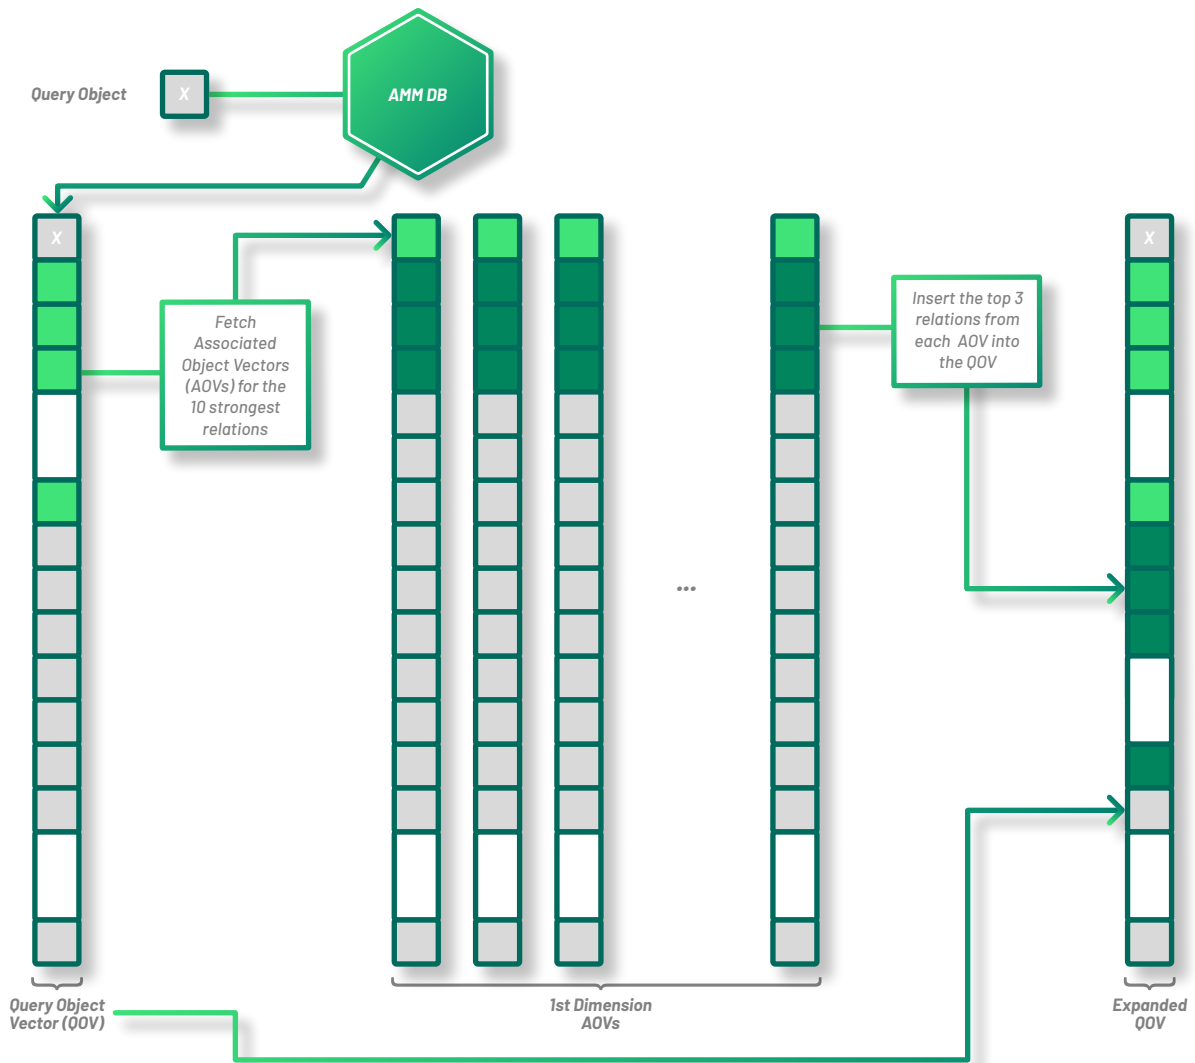 Query Object
X
AMM DB
X
Fetch
Associated
Object Vectors
(AOVs) for the
10 strongest
relations
...
Insert the top 3
relations from
each AOV into
the QOV
X
Query Object
Vector (QOV)
1st Dimension
AOVs
Expanded
QOV